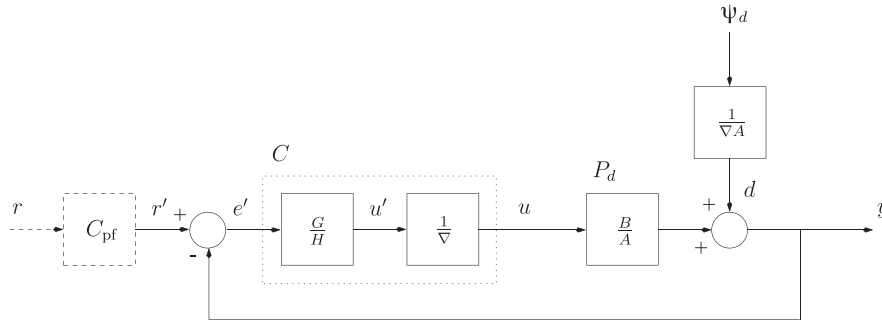 ψ_d
1/∇A
C
P_d
d
r
C_pf
r′
+
e′
G/H
u′
1/∇
u
B/A
+
+
y
-